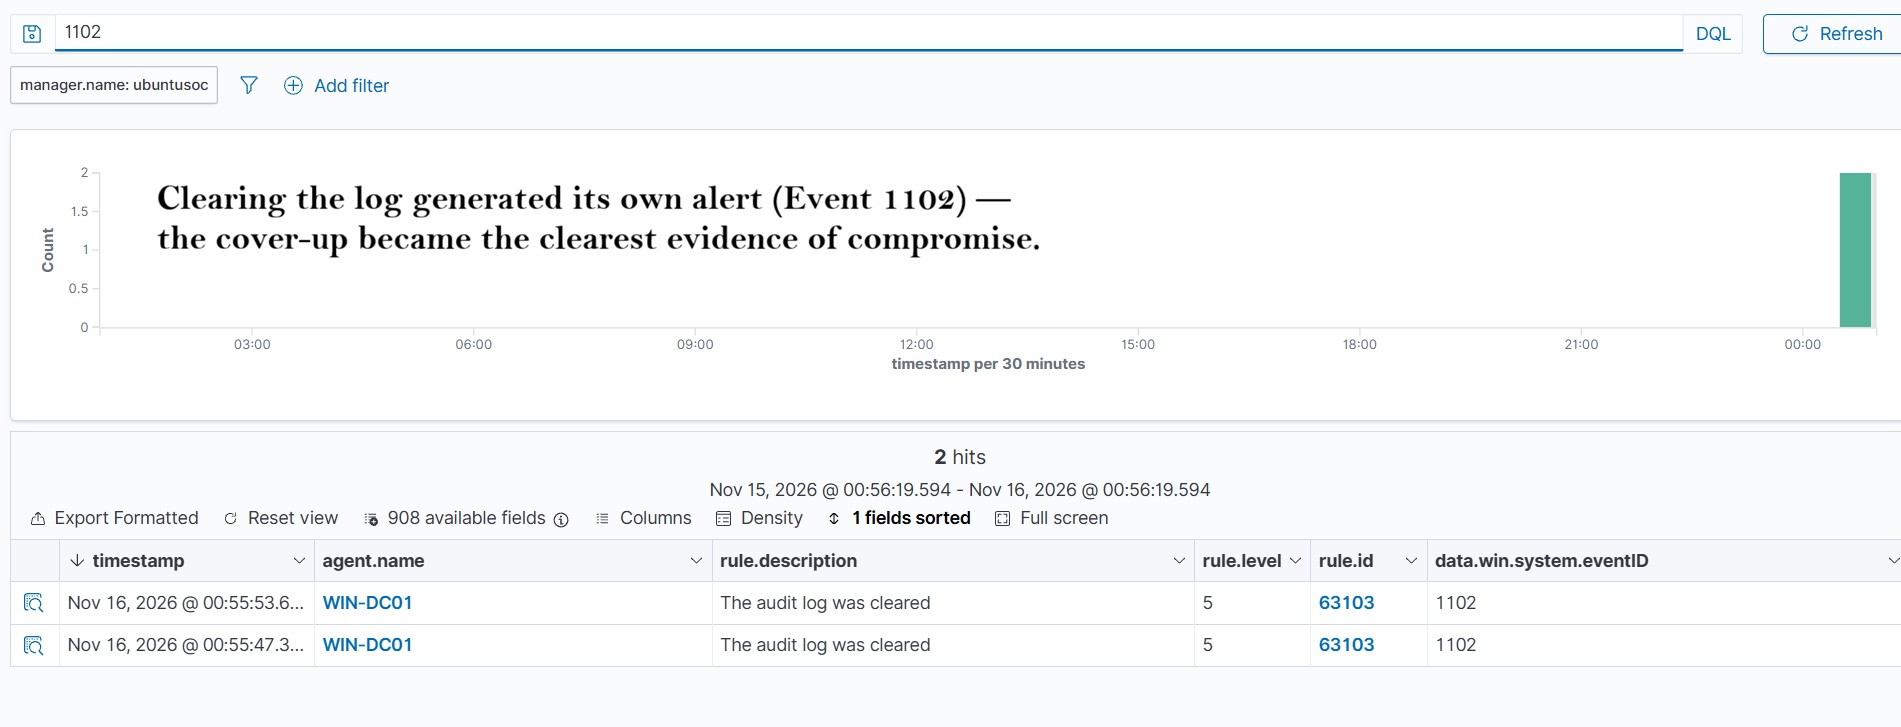 1102
DQL
Refresh
manager.name: ubuntusoc
Add filter
Clearing the log generated its own alert (Event 1102) —
the cover-up became the clearest evidence of compromise.
Count
2
1.5
1
0.5
0
03:00 06:00 09:00 12:00 15:00 18:00 21:00 00:00
timestamp per 30 minutes
2 hits
Nov 15, 2026 @ 00:56:19.594 - Nov 16, 2026 @ 00:56:19.594
Export Formatted Reset view 908 available fields Columns Density 1 fields sorted Full screen
timestamp agent.name rule.description rule.level rule.id data.win.system.eventID
Nov 16, 2026 @ 00:55:53.6... WIN-DC01 The audit log was cleared 5 63103 1102
Nov 16, 2026 @ 00:55:47.3... WIN-DC01 The audit log was cleared 5 63103 1102